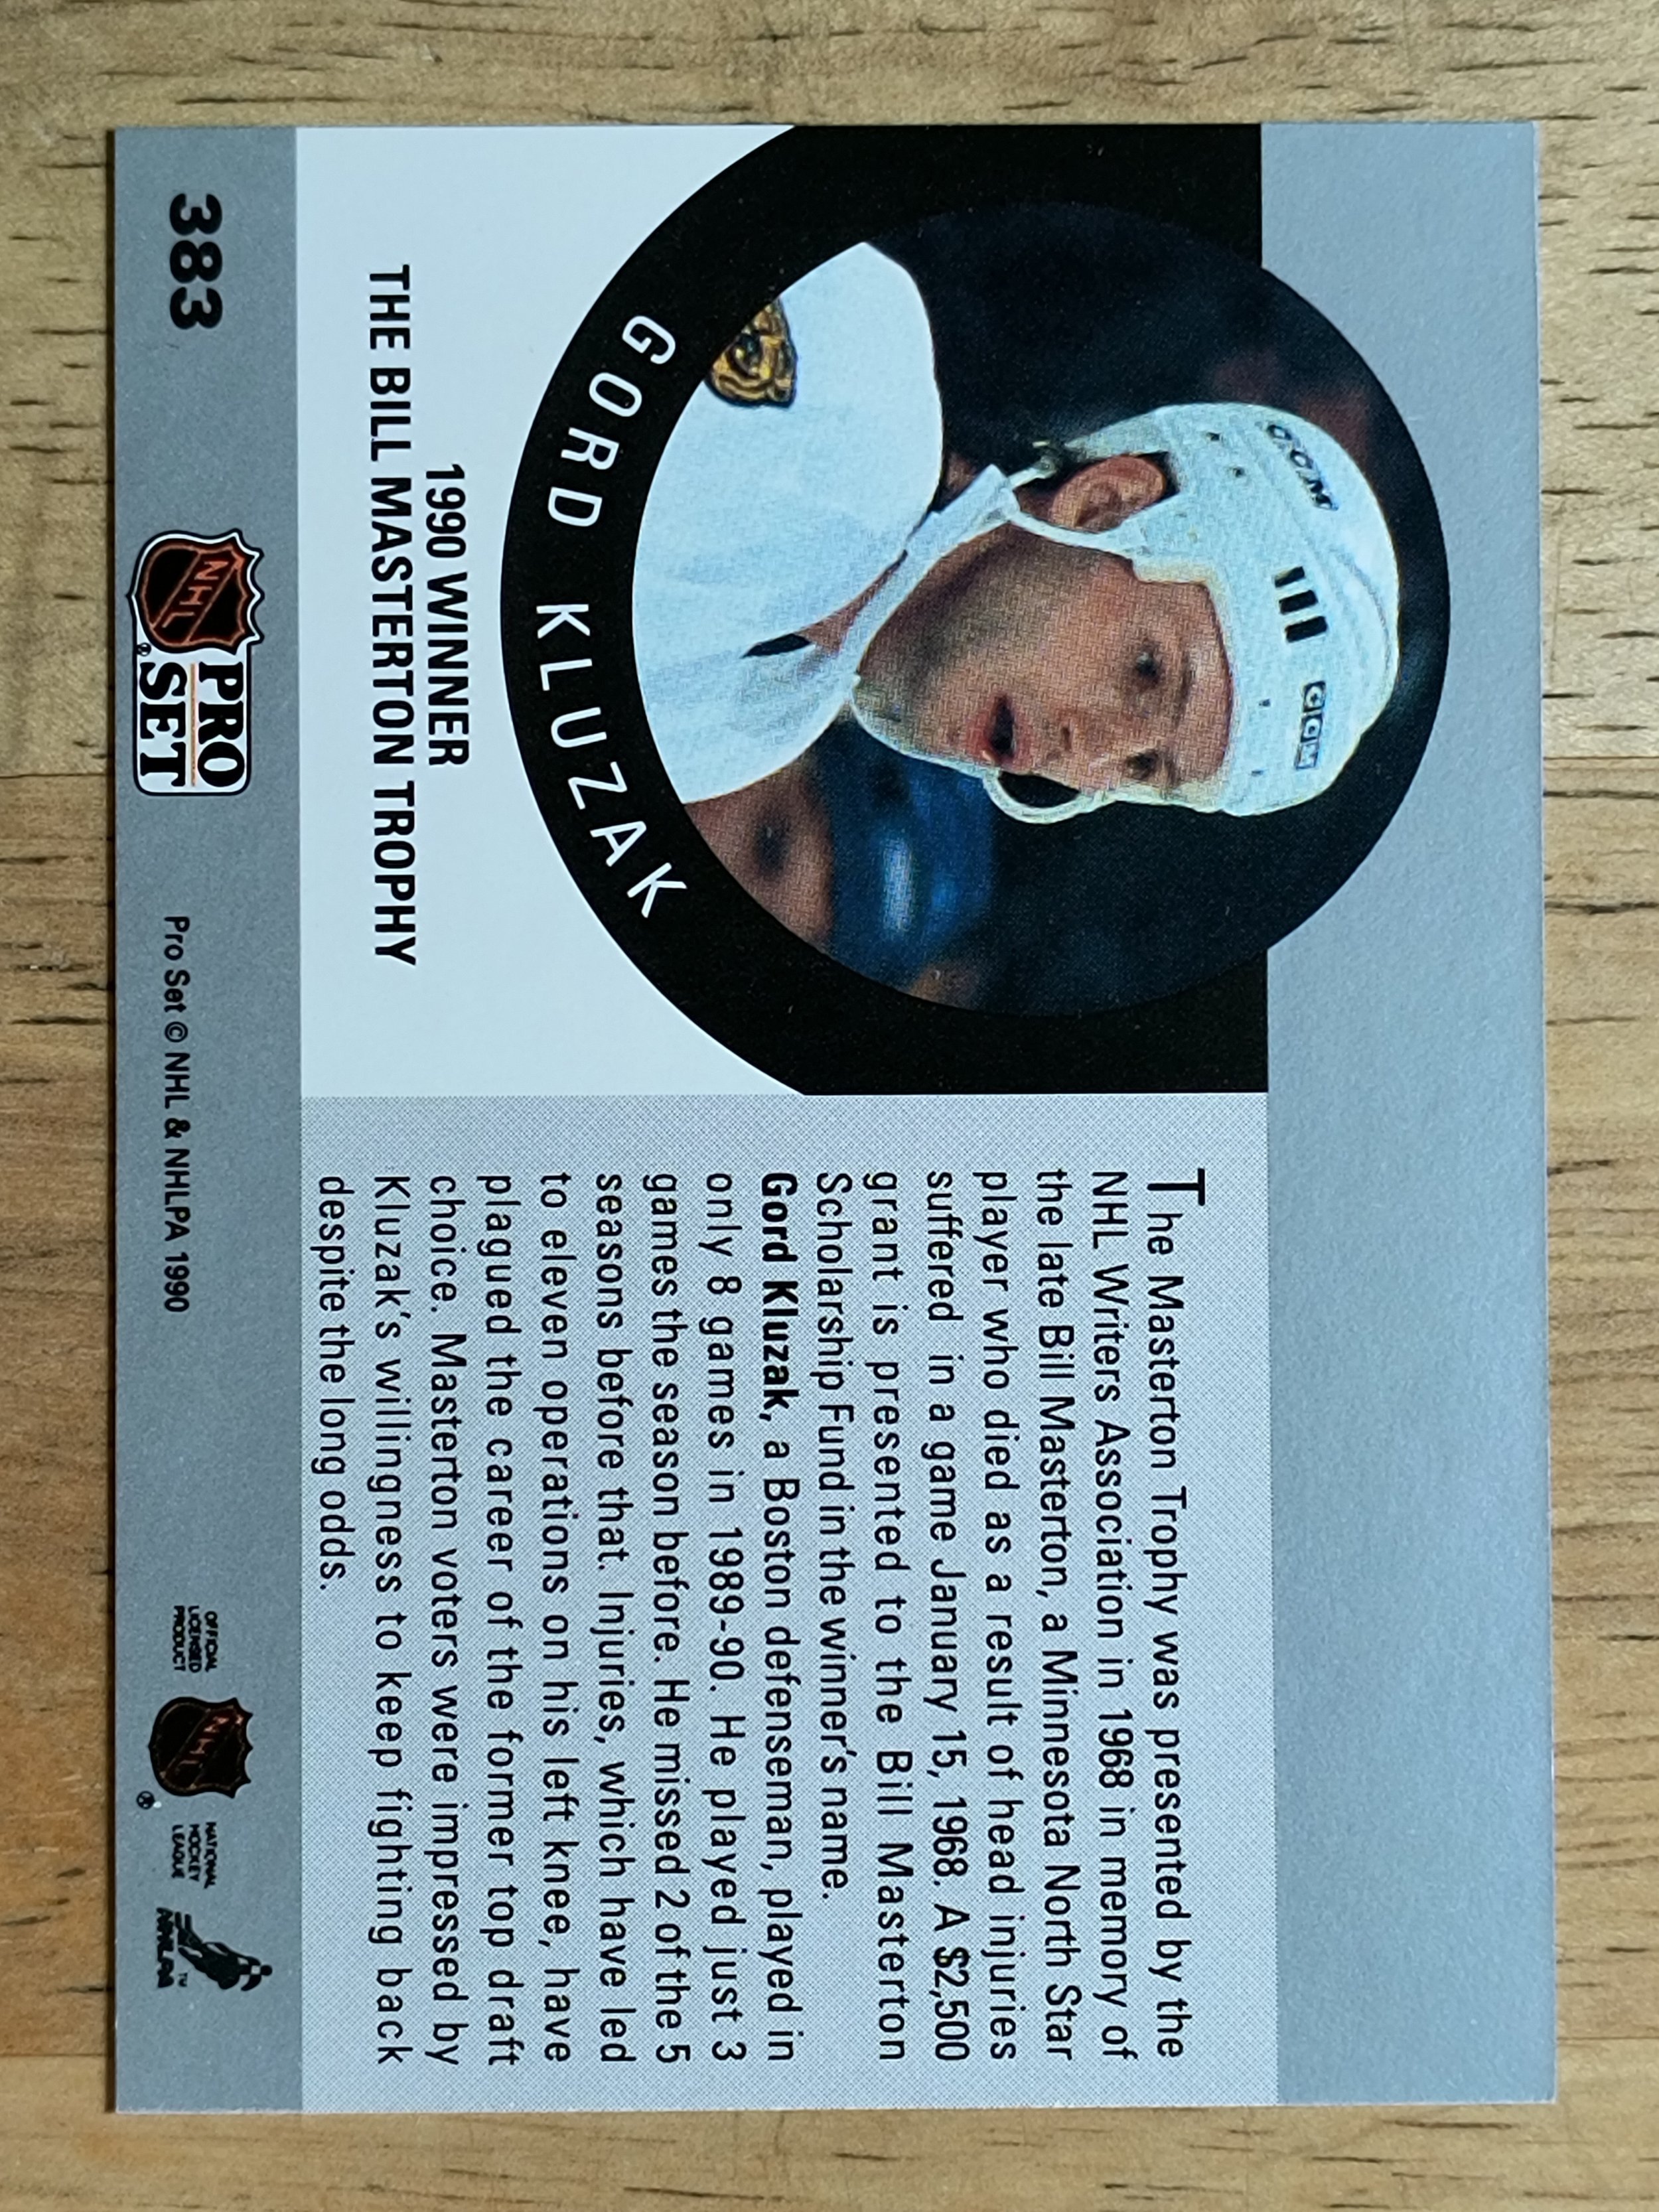 CCM
CCM
GORD KLUZAK
1990 WINNER
THE BILL MASTERTON TROPHY
The Masterton Trophy was presented by the
NHL Writers Association in 1968 in memory of
the late Bill Masterton, a Minnesota North Star
player who died as a result of head injuries
suffered in a game January 15, 1968. A $2,500
grant is presented to the Bill Masterton
Scholarship Fund in the winner's name.
Gord Kluzak, a Boston defenseman, played in
only 8 games in 1989-90. He played just 3
games the season before. He missed 2 of the 5
seasons before that. Injuries, which have led
to eleven operations on his left knee, have
plagued the career of the former top draft
choice. Masterton voters were impressed by
Kluzak's willingness to keep fighting back
despite the long odds.
383
NHL
PRO
SET®
Pro Set © NHL & NHLPA 1990
OFFICIAL
LICENSED
PRODUCT
NHL®
NATIONAL
HOCKEY
LEAGUE
NHLPA™